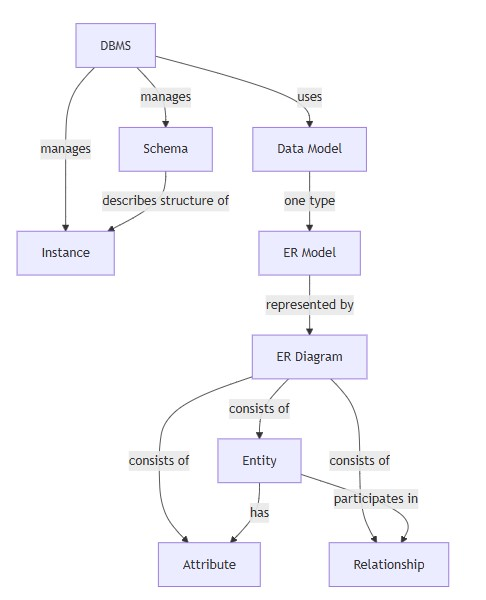 DBMS
manages
uses
manages
Schema
Data Model
describes structure of
one type
Instance
ER Model
represented by
ER Diagram
consists of
consists of
Entity
consists of
participates in
has
Attribute
Relationship